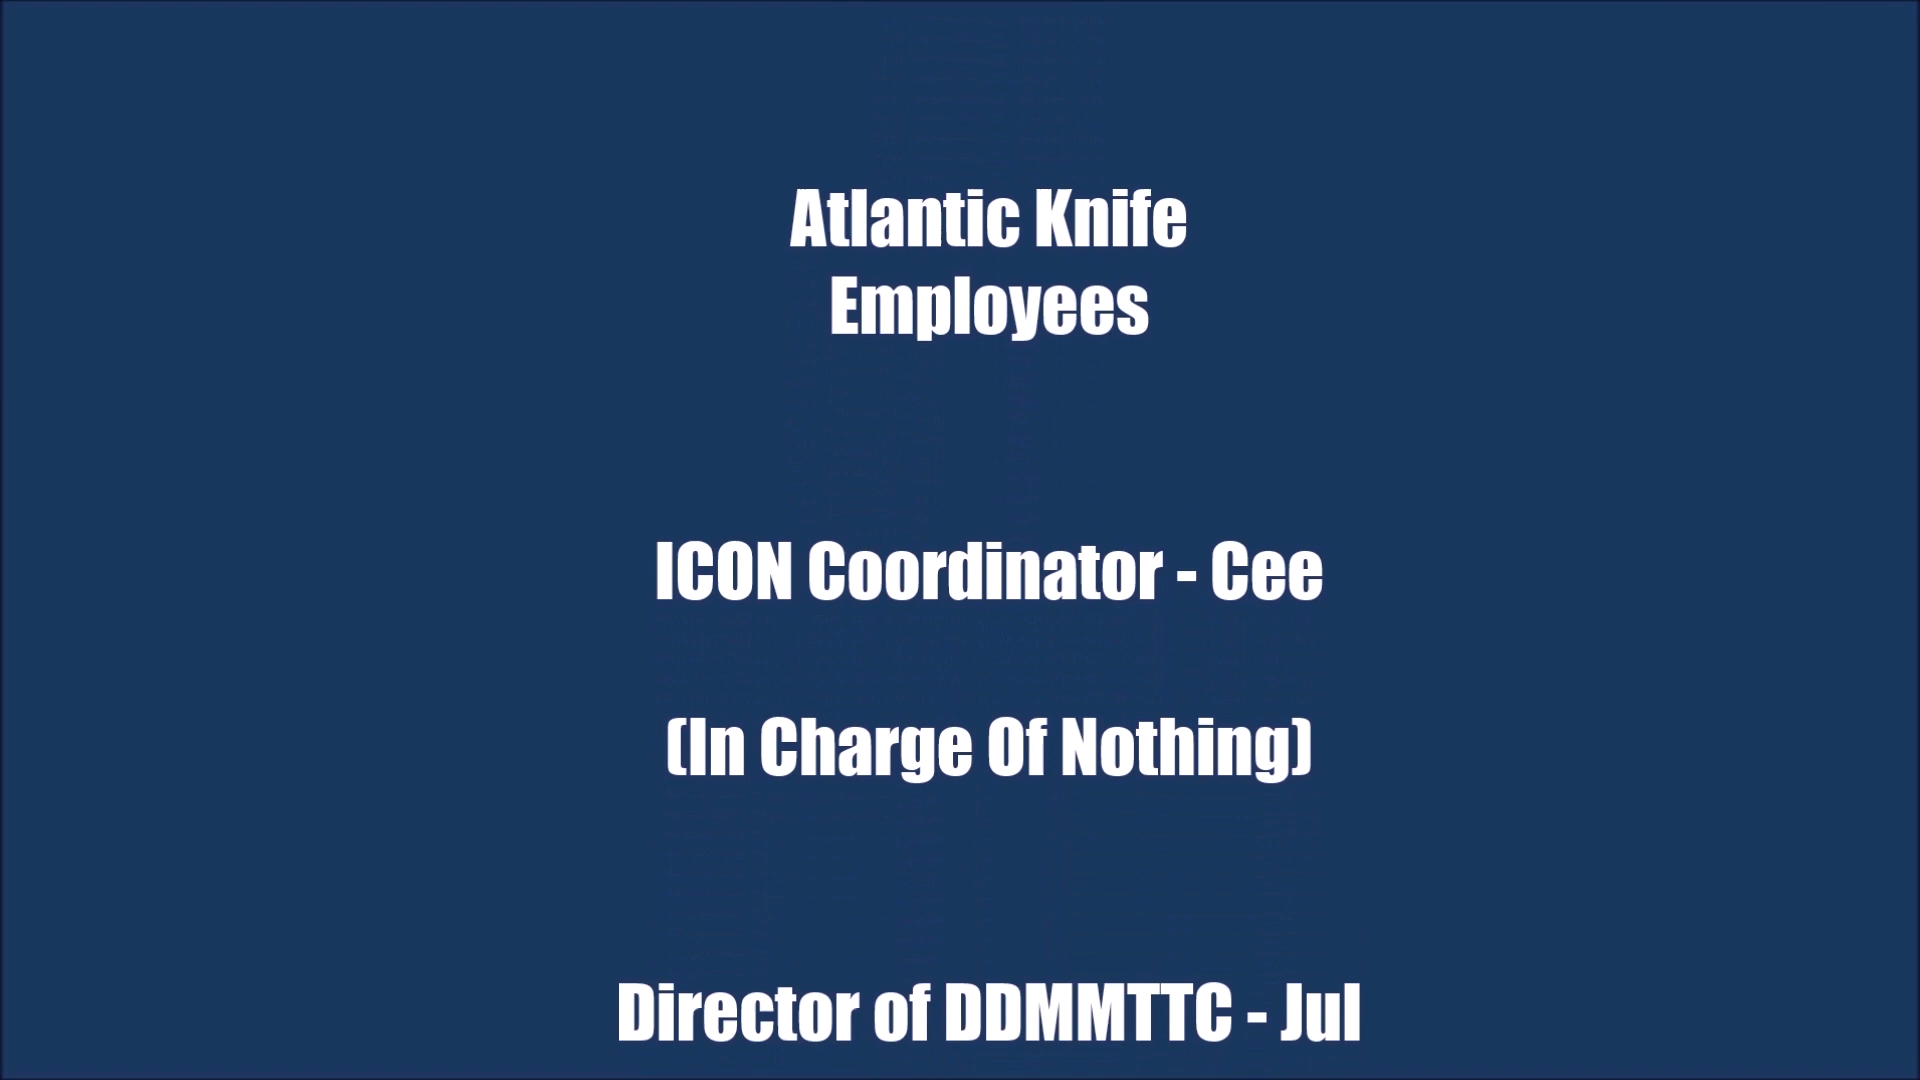 Atlantic Knife
Employees
ICON Coordinator - Cee
(In Charge Of Nothing)
Director of DDMMTTC - Jul